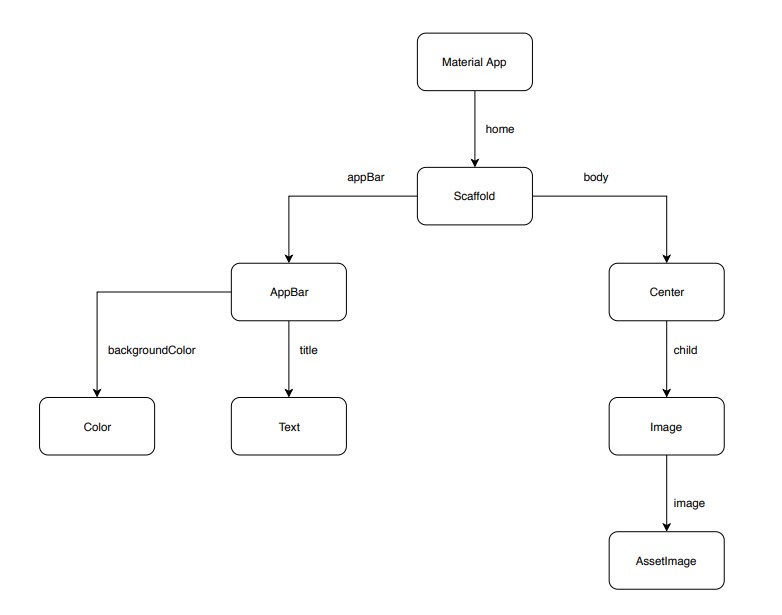 Material App
home
appBar
body
Scaffold
AppBar
Center
backgroundColor
title
child
Color
Text
Image
image
AssetImage